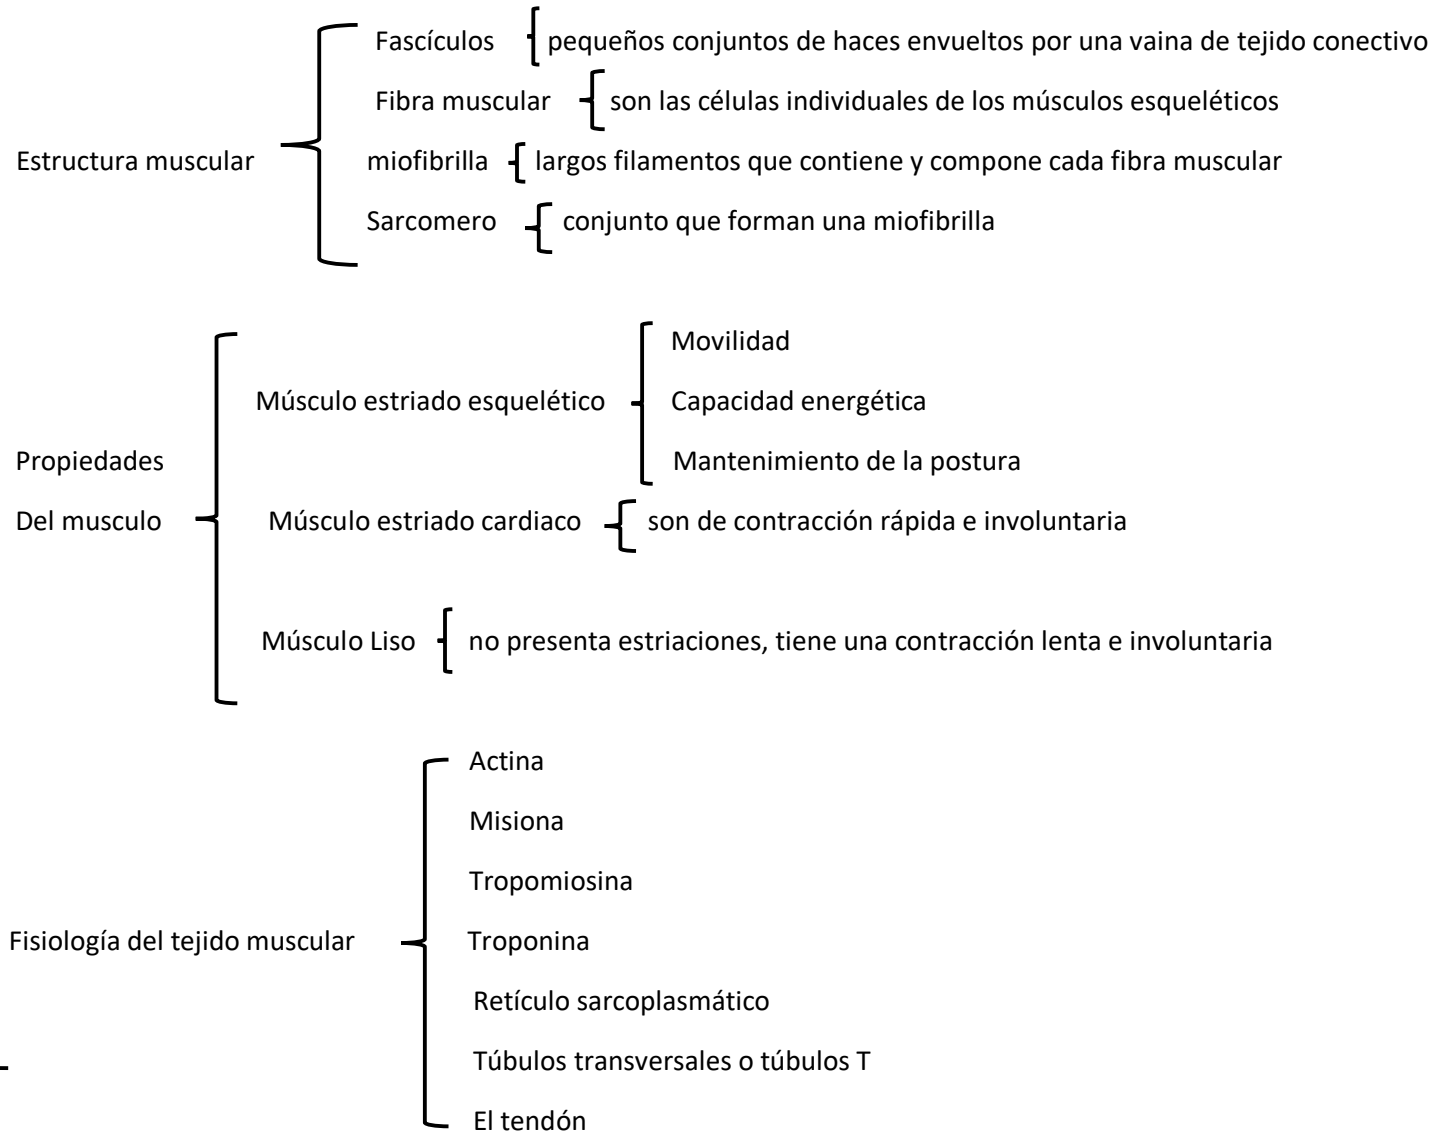 Fascículos pequeños conjuntos de haces envueltos por una vaina de tejido conectivo
Fibra muscular son las células individuales de los músculos esqueléticos
Estructura muscular miofibrilla largos filamentos que contiene y compone cada fibra muscular
Sarcomero conjunto que forman una miofibrilla
Movilidad
Músculo estriado esquelético Capacidad energética
Propiedades Mantenimiento de la postura
Del musculo Músculo estriado cardiaco son de contracción rápida e involuntaria
Músculo Liso no presenta estriaciones, tiene una contracción lenta e involuntaria
Actina
Misiona
Tropomiosina
Fisiología del tejido muscular Troponina
Retículo sarcoplasmático
Túbulos transversales o túbulos T
El tendón